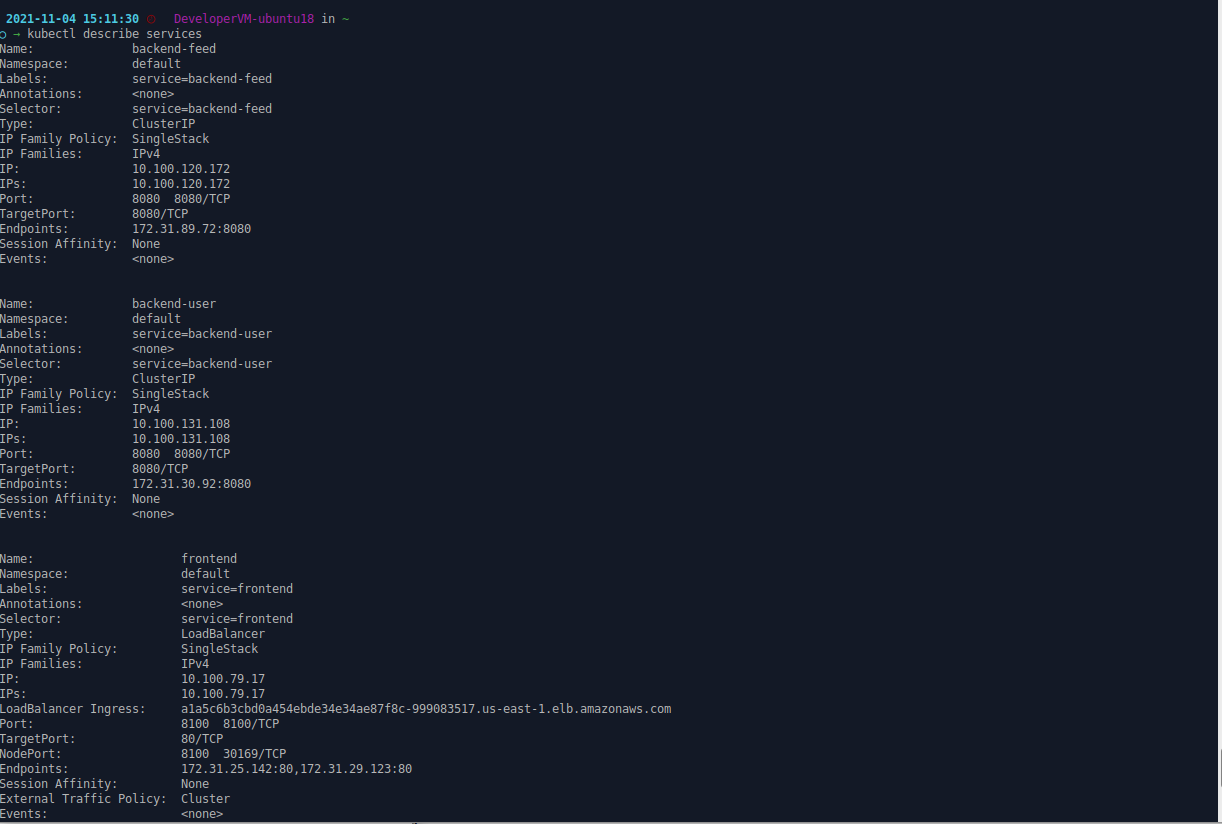 2021-11-04 15:11:30 DeveloperVM-ubuntu18 in ~
→ kubectl describe services
Name: backend-feed
Namespace: default
Labels: service=backend-feed
Annotations: <none>
Selector: service=backend-feed
Type: ClusterIP
IP Family Policy: SingleStack
IP Families: IPv4
IP: 10.100.120.172
IPs: 10.100.120.172
Port: 8080 8080/TCP
TargetPort: 8080/TCP
Endpoints: 172.31.89.72:8080
Session Affinity: None
Events: <none>
Name: backend-user
Namespace: default
Labels: service=backend-user
Annotations: <none>
Selector: service=backend-user
Type: ClusterIP
IP Family Policy: SingleStack
IP Families: IPv4
IP: 10.100.131.108
IPs: 10.100.131.108
Port: 8080 8080/TCP
TargetPort: 8080/TCP
Endpoints: 172.31.30.92:8080
Session Affinity: None
Events: <none>
Name: frontend
Namespace: default
Labels: service=frontend
Annotations: <none>
Selector: service=frontend
Type: LoadBalancer
IP Family Policy: SingleStack
IP Families: IPv4
IP: 10.100.79.17
IPs: 10.100.79.17
LoadBalancer Ingress: a1a5c6b3cbd0a454ebde34e34ae87f8c-999083517.us-east-1.elb.amazonaws.com
Port: 8100 8100/TCP
TargetPort: 80/TCP
NodePort: 8100 30169/TCP
Endpoints: 172.31.25.142:80,172.31.29.123:80
Session Affinity: None
External Traffic Policy: Cluster
Events: <none>